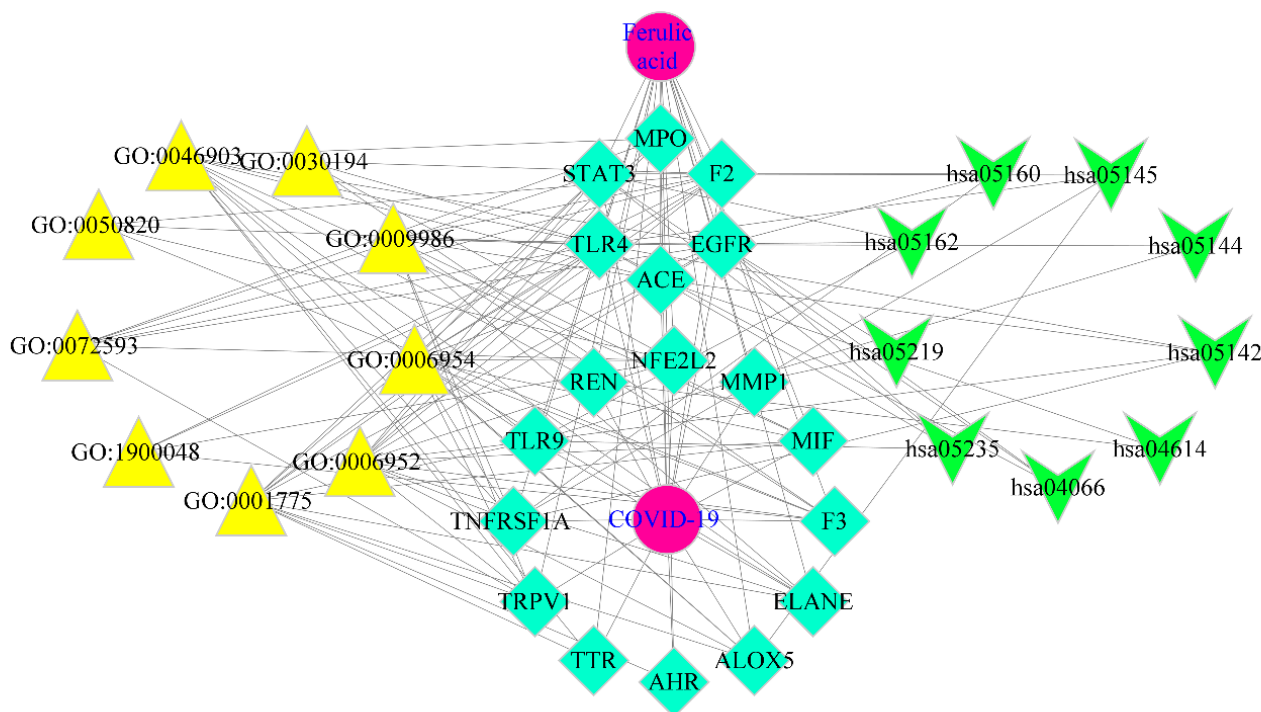 Ferulic
acid
MPO
GO:0046903
GO:0030194
STAT3
F2
hsa05160
hsa05145
GO:0050820
GO:0009986
TLR4
EGFR
hsa05162
hsa05144
ACE
GO:0072593
GO:0006954
NFE2L2
hsa05219
hsa05142
REN
MMP1
GO:1900048
GO:0006952
TLR9
MIF
hsa05235
hsa04614
GO:0001775
hsa04066
TNFRSF1A
COVID-19
F3
TRPV1
ELANE
TTR
AHR
ALOX5